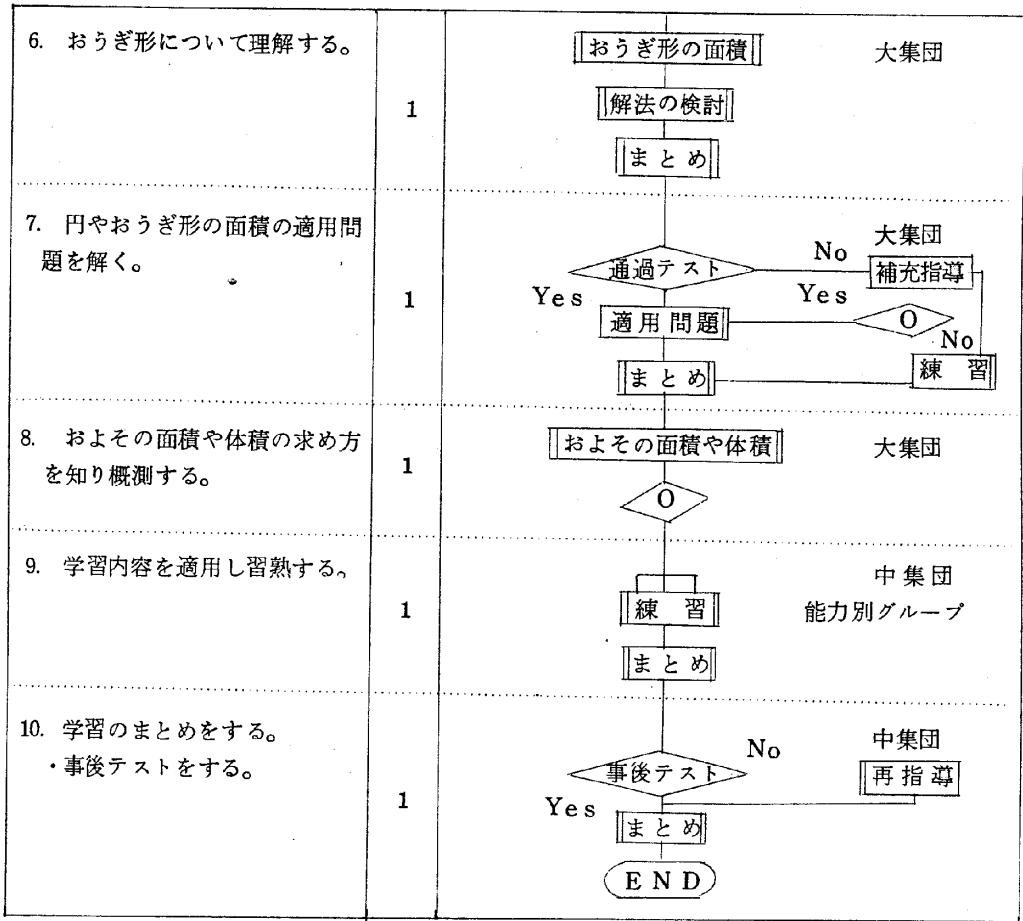 6. おうぎ形について理解する。
1
おうぎ形の面積
大集団
解法の検討
まとめ
7. 円やおうぎ形の面積の適用問
題を解く。
1
大集団
通過テスト
No
補充指導
Yes
適用問題
Yes
O
No
練 習
まとめ
8. およその面積や体積の求め方
を知り概測する。
1
およその面積や体積
大集団
O
9. 学習内容を適用し習熟する。
1
中集団
練 習
能力別グループ
まとめ
10. 学習のまとめをする。
・事後テストをする。
1
事後テスト
No
中集団
再指導
Yes
まとめ
END